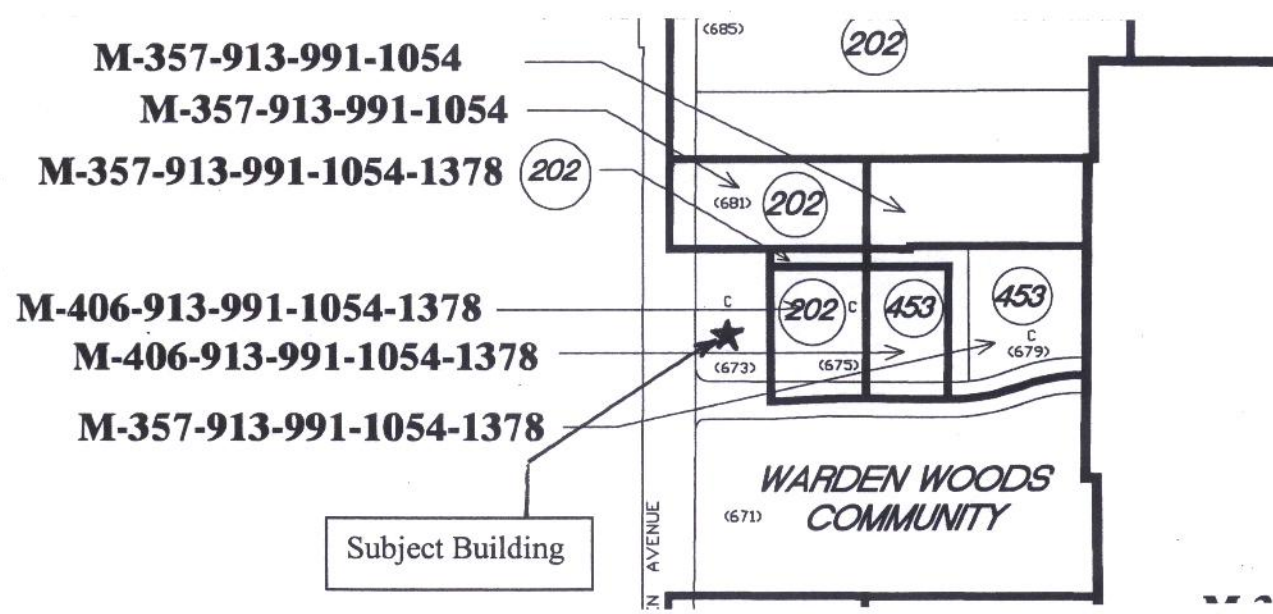 (685)
202
M-357-913-991-1054
M-357-913-991-1054
M-357-913-991-1054-1378 202
(681) 202
M-406-913-991-1054-1378
C 202 C 453 453
M-406-913-991-1054-1378
(673) (675) C (679)
M-357-913-991-1054-1378
WARDEN WOODS
COMMUNITY
(671)
Subject Building
AVENUE